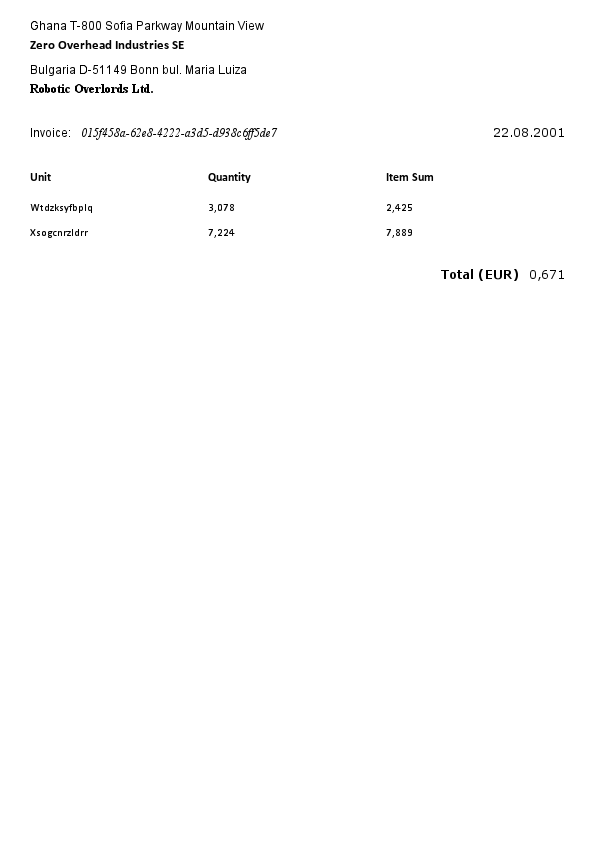 Ghana T-800 Sofia Parkway Mountain View
Zero Overhead Industries SE
Bulgaria D-51149 Bonn bul. Maria Luiza
Robotic Overlords Ltd.
Invoice: 015f458a-62e8-4222-a3d5-d938c6ff5de7 22.08.2001
Unit Quantity Item Sum
Wtdzksyfbplq 3,078 2,425
Xsogcnrzldrr 7,224 7,889
Total (EUR) 0,671